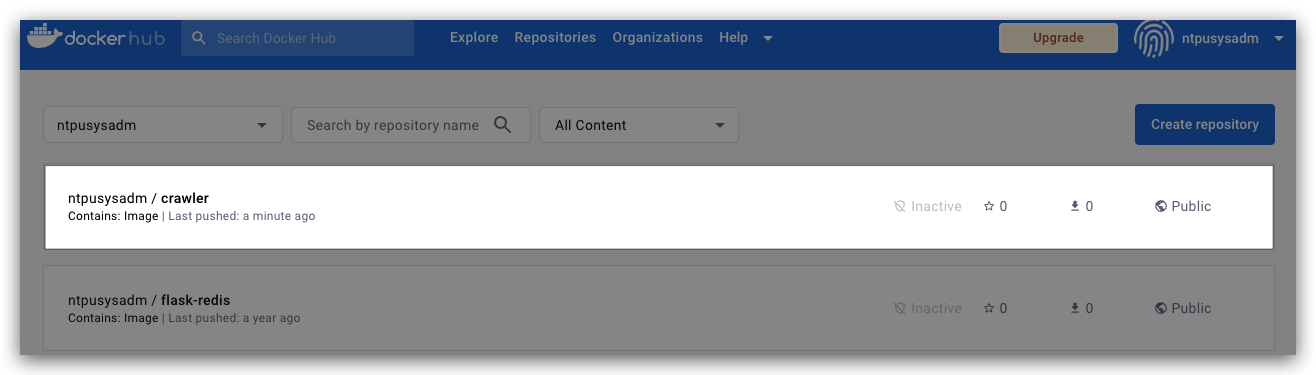 dockerhub Search Docker Hub Explore Repositories Organizations Help Upgrade ntpusysadm
ntpusysadm Search by repository name All Content Create repository
ntpusysadm / crawler
Contains: Image | Last pushed: a minute ago
Inactive 0 0 Public
ntpusysadm / flask-redis
Contains: Image | Last pushed: a year ago
Inactive 0 0 Public